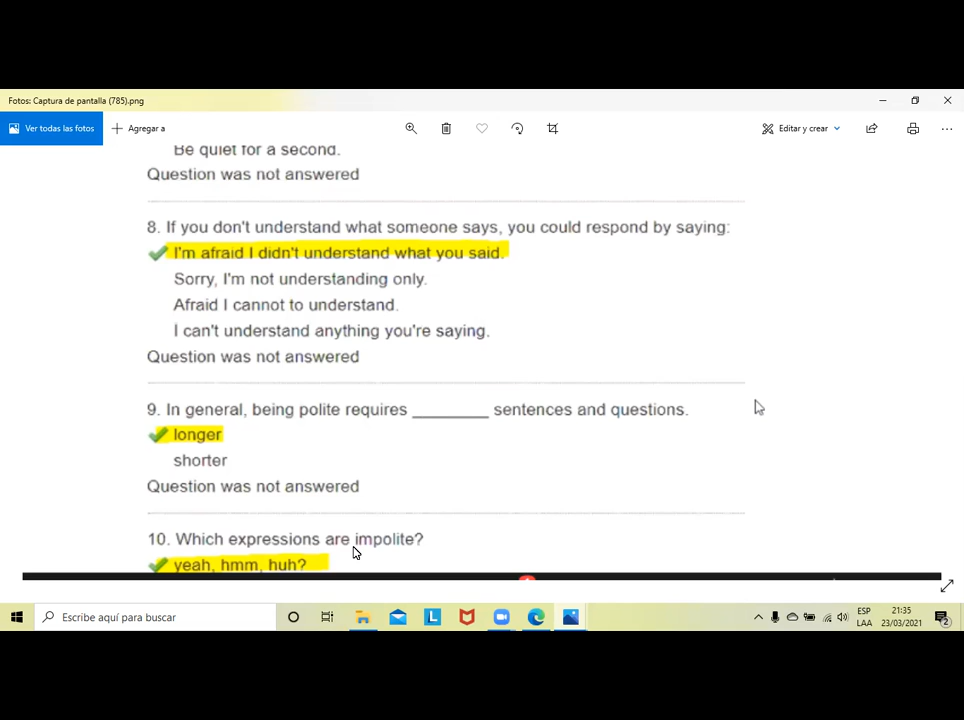 Fotos: Captura de pantalla (785).png
Ver todas las fotos
Agregar a
Editar y crear
Be quiet for a second.
Question was not answered
8. If you don't understand what someone says, you could respond by saying:
I'm afraid I didn't understand what you said.
Sorry, I'm not understanding only.
Afraid I cannot to understand.
I can't understand anything you're saying.
Question was not answered
9. In general, being polite requires ________ sentences and questions.
longer
shorter
Question was not answered
10. Which expressions are impolite?
yeah, hmm, huh?
Escribe aquí para buscar
L
ESP
LAA
21:35
23/03/2021
2